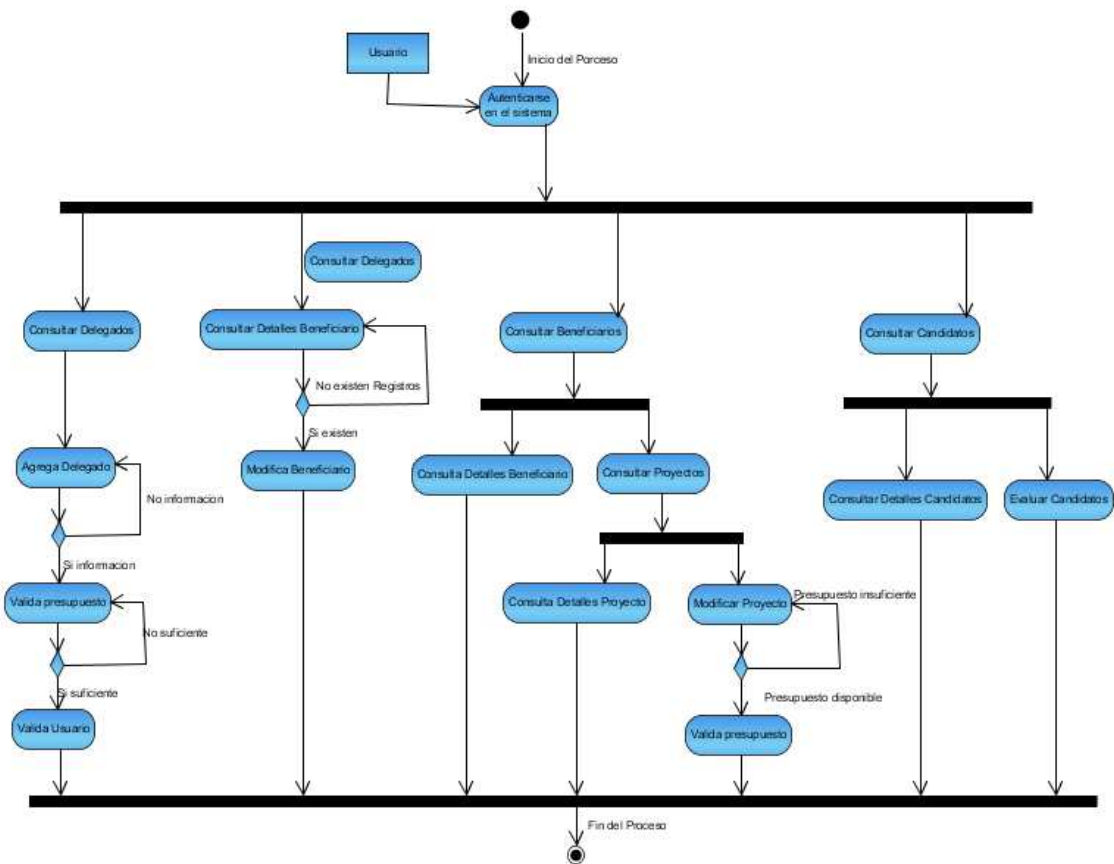 Usuario
Inicio del Porceso
Autenticarse
en el sistema
Consultar Delegados
Consultar Delegados
Consultar Detalles Beneficiario
Consultar Beneficiarios
Consultar Candidatos
No existen Registros
Si existen
Agrega Delegado
Modifica Beneficiario
Consulta Detalles Beneficiario
Consultar Proyectos
Consultar Detalles Candidatos
Evaluar Candidatos
No informacion
Si informacion
Valida presupuesto
Consulta Detalles Proyecto
Modificar Proyecto
Presupuesto insuficiente
No suficiente
Si suficiente
Presupuesto disponible
Valida Usuario
Valida presupuesto
Fin del Proceso